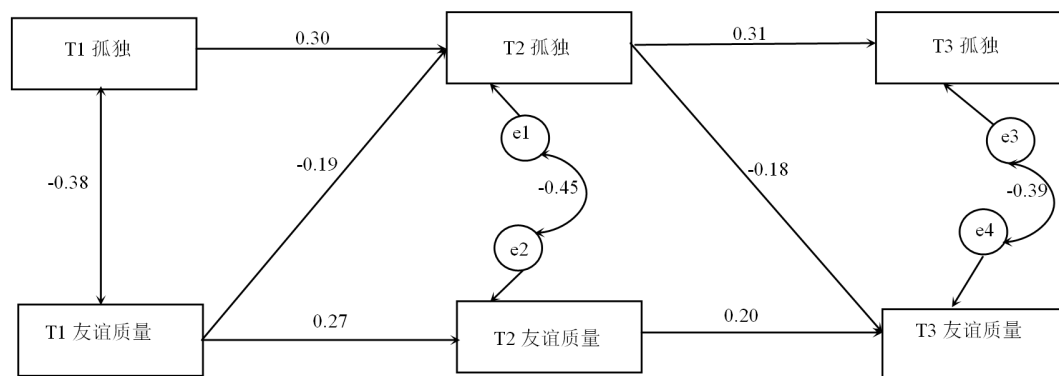 T1 孤独
0.30
T2 孤独
0.31
T3 孤独
e1
e3
-0.38
-0.19
-0.45
-0.18
-0.39
e2
e4
T1 友谊质量
0.27
T2 友谊质量
0.20
T3 友谊质量